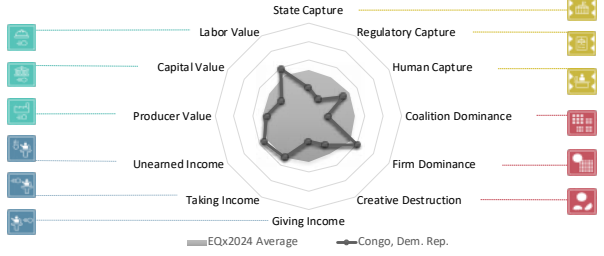 State Capture
Labor Value
Regulatory Capture
Capital Value
Human Capture
Producer Value
Coalition Dominance
Unearned Income
Firm Dominance
Taking Income
Creative Destruction
Giving Income
EQx2024 Average
Congo, Dem. Rep.